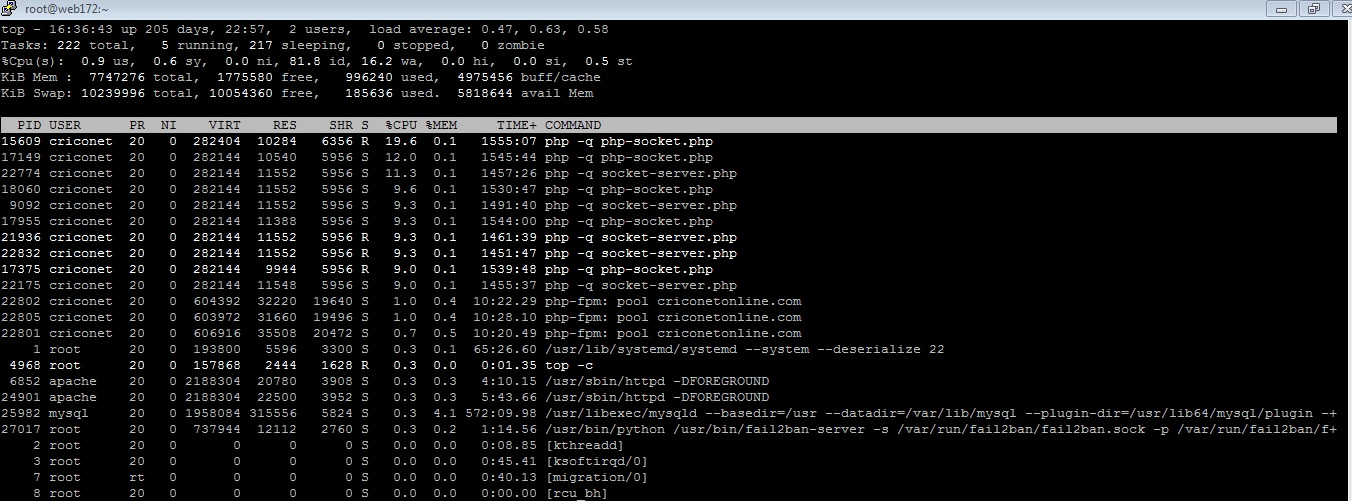 root@web172:~
top - 16:36:43 up 205 days, 22:57,  2 users,  load average: 0.47, 0.63, 0.58
Tasks: 222 total,   5 running, 217 sleeping,   0 stopped,   0 zombie
%Cpu(s):  0.9 us,  0.6 sy,  0.0 ni, 81.8 id, 16.2 wa,  0.0 hi,  0.0 si,  0.5 st
KiB Mem :  7747276 total,  1775580 free,   996240 used,  4975456 buff/cache
KiB Swap: 10239996 total, 10054360 free,   185636 used.  5818644 avail Mem
PID USER      PR  NI    VIRT    RES    SHR S  %CPU %MEM     TIME+ COMMAND
15609 criconet  20   0  282404  10284   6356 R  19.6  0.1   1555:07 php -q php-socket.php
17149 criconet  20   0  282144  10540   5956 S  12.0  0.1   1545:44 php -q php-socket.php
22774 criconet  20   0  282144  11552   5956 S  11.3  0.1   1457:26 php -q socket-server.php
18060 criconet  20   0  282144  11552   5956 S   9.6  0.1   1530:47 php -q php-socket.php
9092 criconet  20   0  282144  11552   5956 S   9.3  0.1   1491:40 php -q socket-server.php
17955 criconet  20   0  282144  11388   5956 S   9.3  0.1   1544:00 php -q php-socket.php
21936 criconet  20   0  282144  11552   5956 R   9.3  0.1   1461:39 php -q socket-server.php
22832 criconet  20   0  282144  11552   5956 R   9.3  0.1   1451:47 php -q socket-server.php
17375 criconet  20   0  282144   9944   5956 R   9.0  0.1   1539:48 php -q php-socket.php
22175 criconet  20   0  282144  11548   5956 S   9.0  0.1   1455:37 php -q socket-server.php
22802 criconet  20   0  604392  32220  19640 S   1.0  0.4  10:22.29 php-fpm: pool criconetonline.com
22805 criconet  20   0  603972  31660  19496 S   1.0  0.4  10:28.10 php-fpm: pool criconetonline.com
22801 criconet  20   0  606916  35508  20472 S   0.7  0.5  10:20.49 php-fpm: pool criconetonline.com
1 root      20   0  193800   5596   3300 S   0.3  0.1  65:26.60 /usr/lib/systemd/systemd --system --deserialize 22
4968 root      20   0  157868   2444   1628 R   0.3  0.0   0:01.35 top -c
6852 apache    20   0 2188304  20780   3908 S   0.3  0.3   4:10.15 /usr/sbin/httpd -DFOREGROUND
24901 apache    20   0 2188304  22500   3952 S   0.3  0.3   5:43.66 /usr/sbin/httpd -DFOREGROUND
25982 mysql     20   0 1958084 315556   5824 S   0.3  4.1 572:09.98 /usr/libexec/mysqld --basedir=/usr --datadir=/var/lib/mysql --plugin-dir=/usr/lib64/mysql/plugin -+
27017 root      20   0  737944  12112   2760 S   0.3  0.2   1:14.56 /usr/bin/python /usr/bin/fail2ban-server -s /var/run/fail2ban/fail2ban.sock -p /var/run/fail2ban/f+
2 root      20   0       0      0      0 S   0.0  0.0   0:08.85 [kthreadd]
3 root      20   0       0      0      0 S   0.0  0.0   0:45.41 [ksoftirqd/0]
7 root      rt   0       0      0      0 S   0.0  0.0   0:40.13 [migration/0]
8 root      20   0       0      0      0 S   0.0  0.0   0:00.00 [rcu_bh]